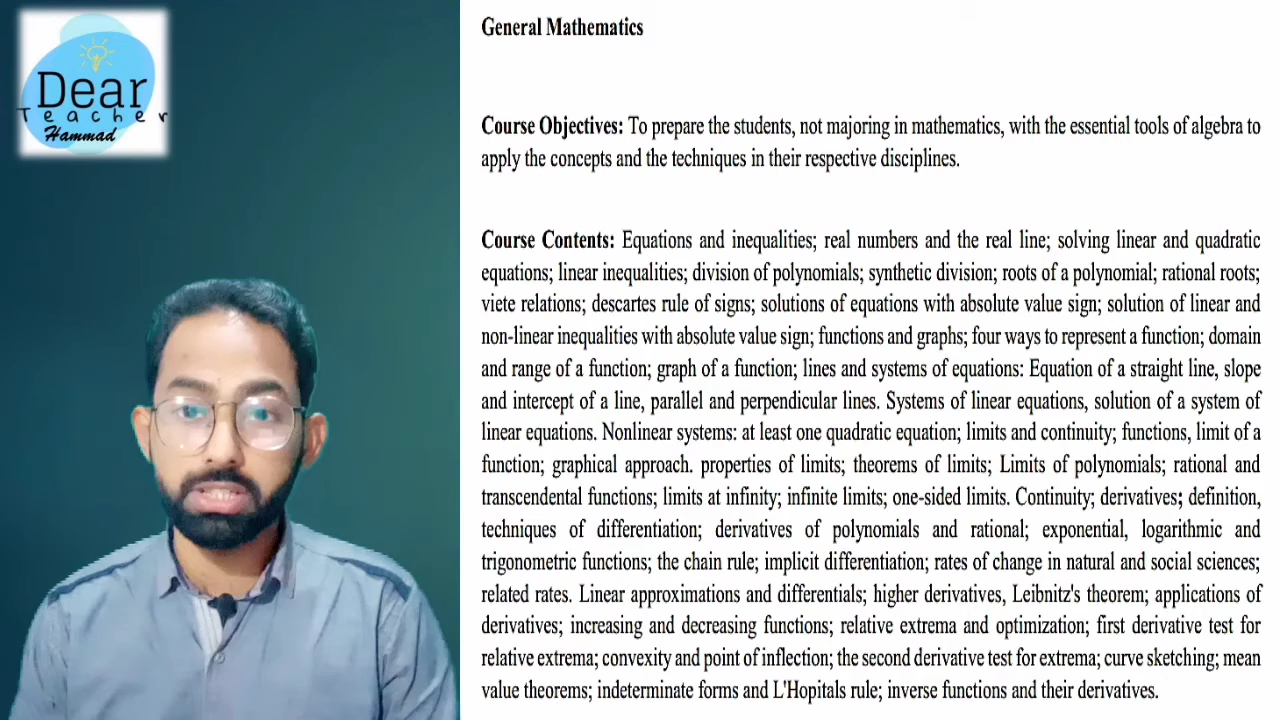 Dear
Teacher
Hammad
General Mathematics
Course Objectives: To prepare the students, not majoring in mathematics, with the essential tools of algebra to
apply the concepts and the techniques in their respective disciplines.
Course Contents: Equations and inequalities; real numbers and the real line; solving linear and quadratic
equations; linear inequalities; division of polynomials; synthetic division; roots of a polynomial; rational roots;
viete relations; descartes rule of signs; solutions of equations with absolute value sign; solution of linear and
non-linear inequalities with absolute value sign; functions and graphs; four ways to represent a function; domain
and range of a function; graph of a function; lines and systems of equations: Equation of a straight line, slope
and intercept of a line, parallel and perpendicular lines. Systems of linear equations, solution of a system of
linear equations. Nonlinear systems: at least one quadratic equation; limits and continuity; functions, limit of a
function; graphical approach. properties of limits; theorems of limits; Limits of polynomials; rational and
transcendental functions; limits at infinity; infinite limits; one-sided limits. Continuity; derivatives; definition,
techniques of differentiation; derivatives of polynomials and rational; exponential, logarithmic and
trigonometric functions; the chain rule; implicit differentiation; rates of change in natural and social sciences;
related rates. Linear approximations and differentials; higher derivatives, Leibnitz's theorem; applications of
derivatives; increasing and decreasing functions; relative extrema and optimization; first derivative test for
relative extrema; convexity and point of inflection; the second derivative test for extrema; curve sketching; mean
value theorems; indeterminate forms and L'Hopitals rule; inverse functions and their derivatives.